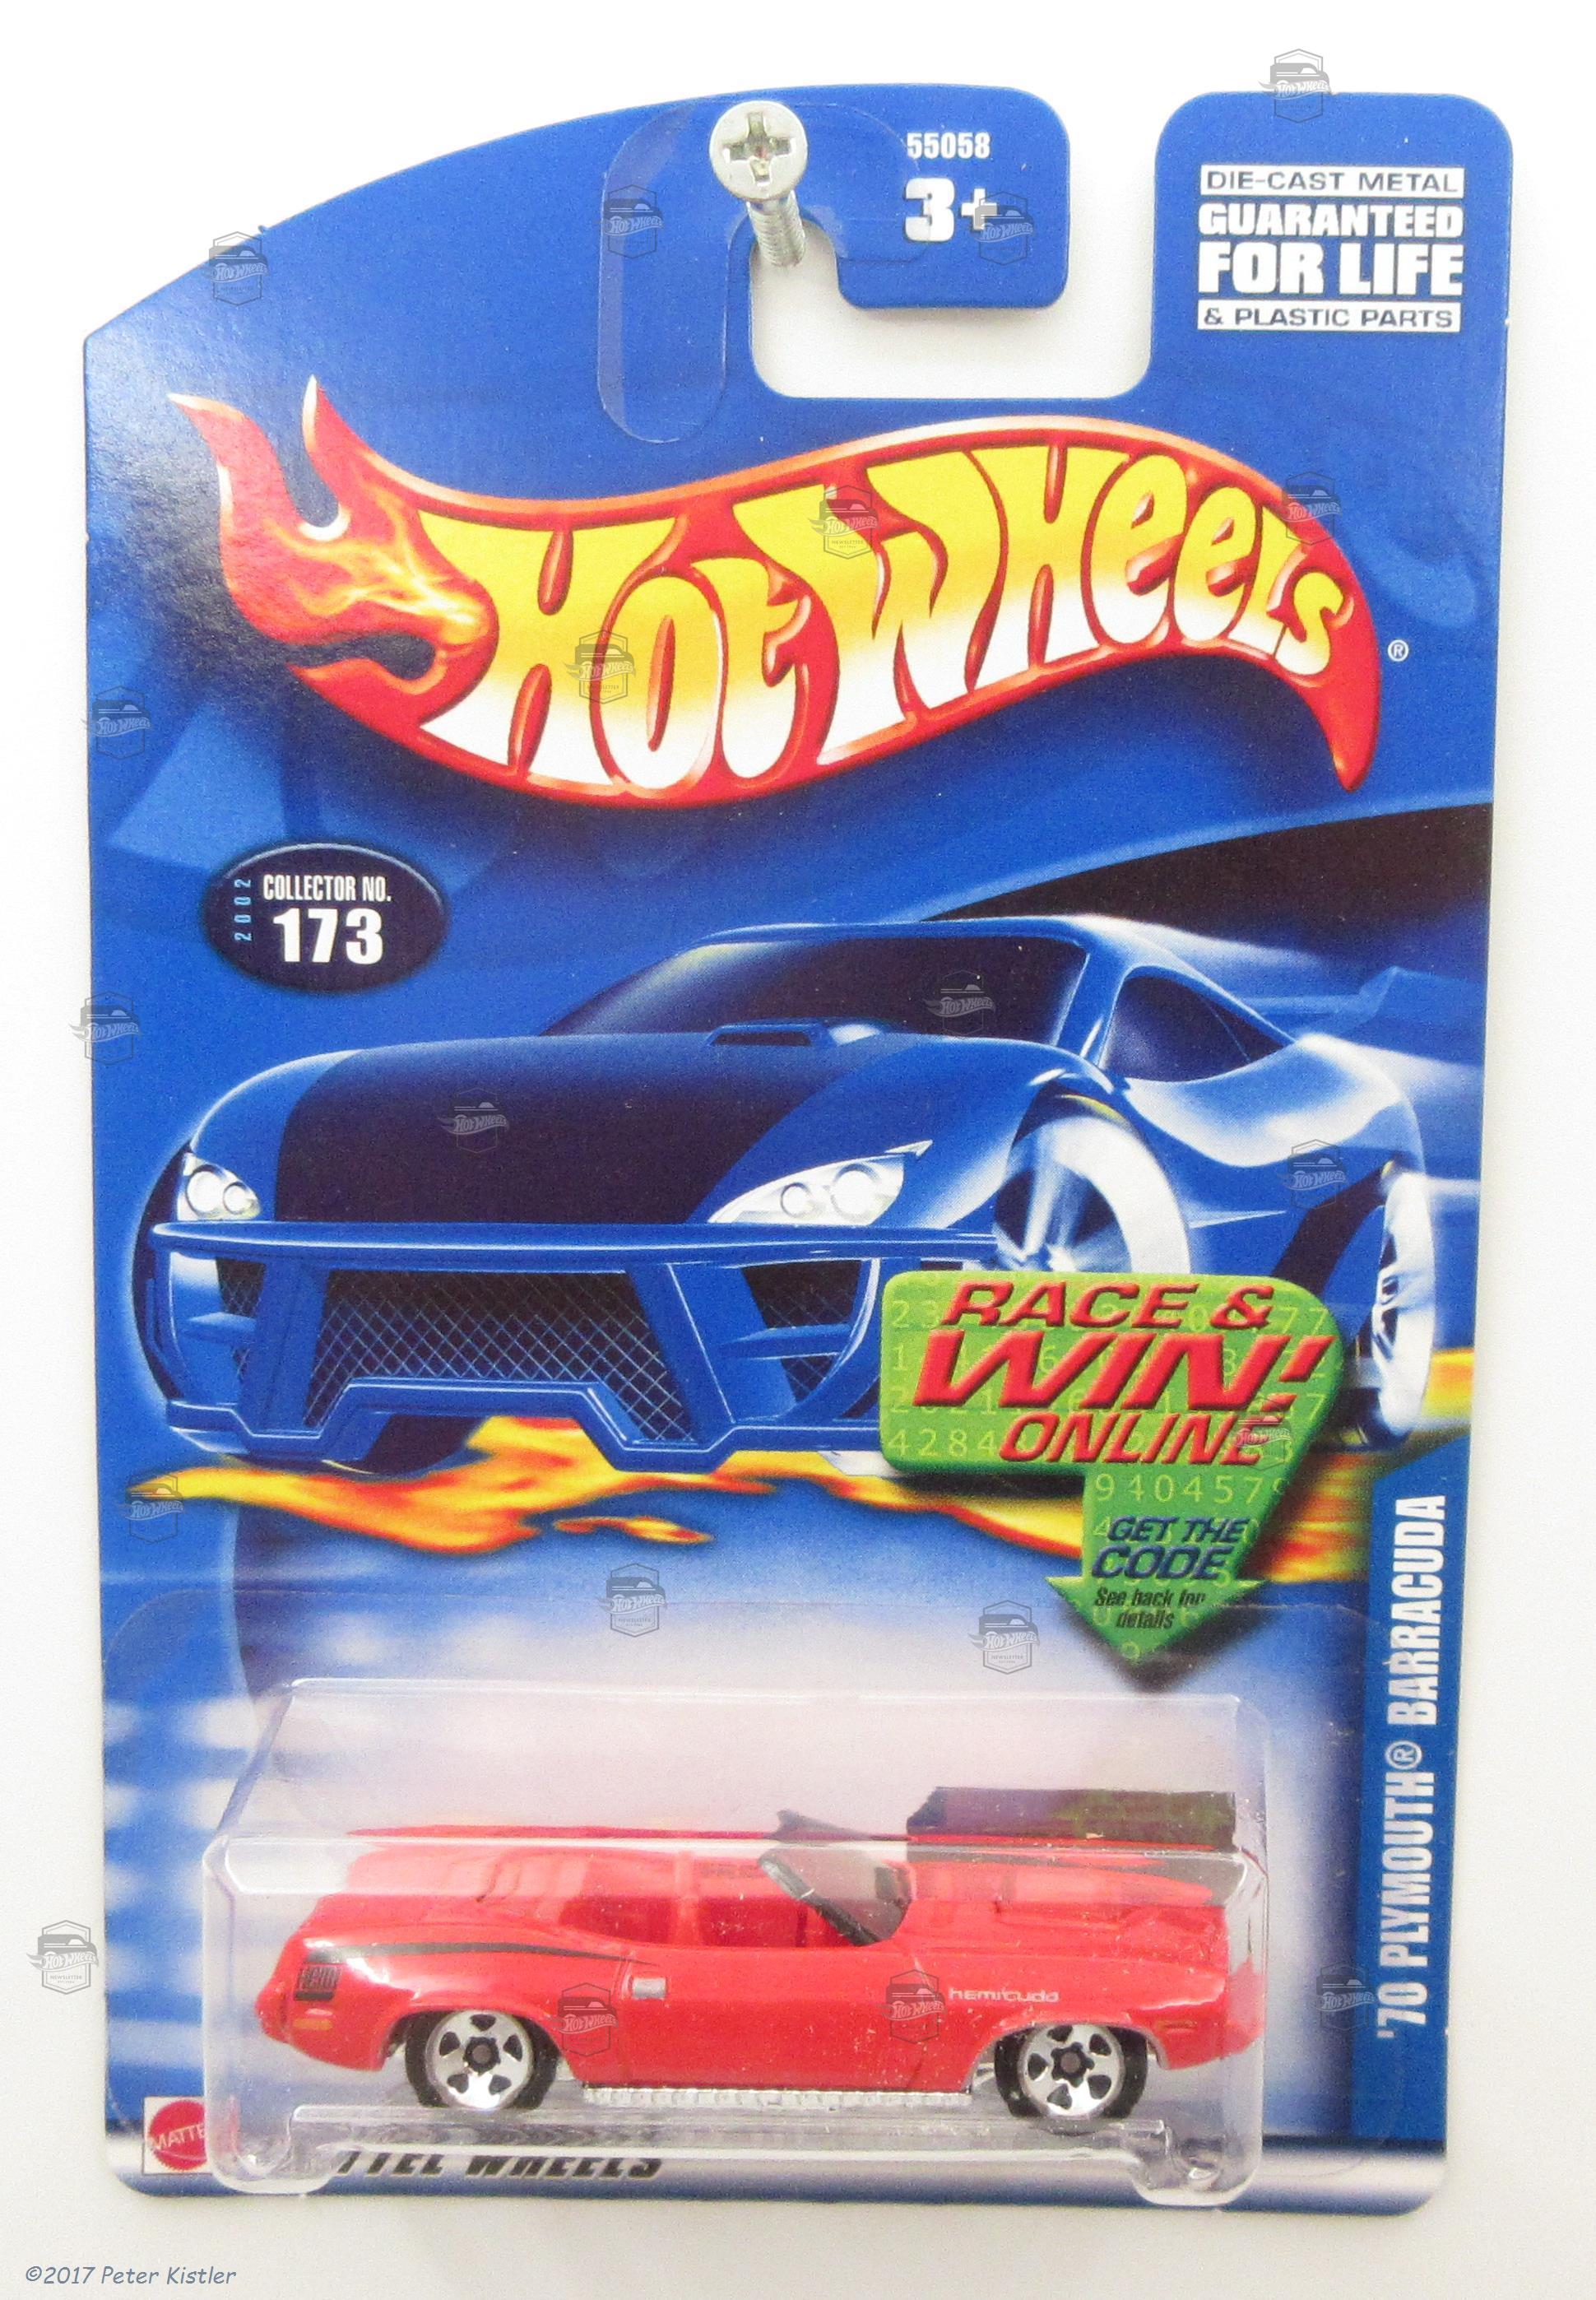 55058
3+
DIE-CAST METAL
GUARANTEED
FOR LIFE
& PLASTIC PARTS
HOT WHEELS
®
2002
COLLECTOR NO.
173
RACE &
WIN!
ONLINE
GET THE
CODE
See back for
details
'70 PLYMOUTH® BARRACUDA
hemicuda
WHEELS
©2017 Peter Kistler